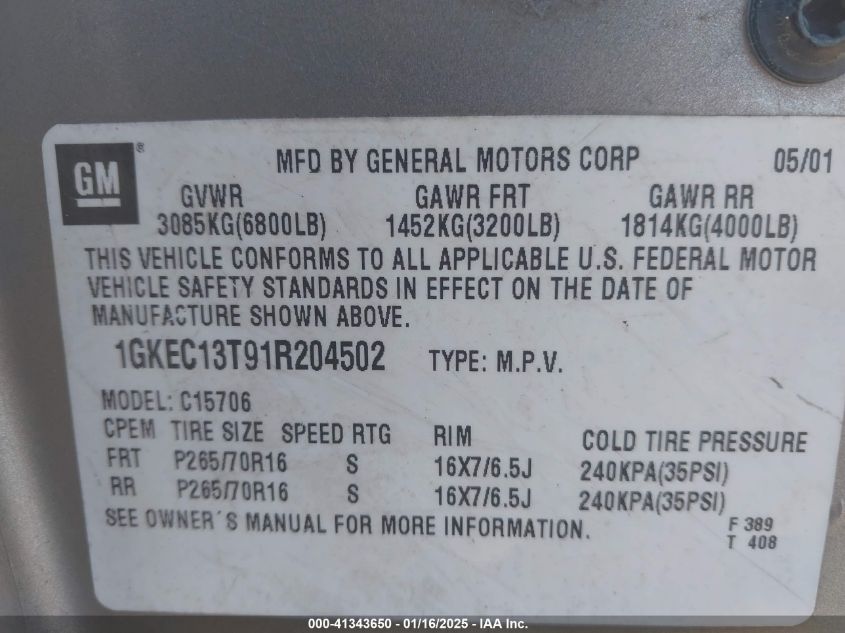 GM ® MFD BY GENERAL MOTORS CORP 05/01
GVWR GAWR FRT GAWR RR
3085KG(6800LB) 1452KG(3200LB) 1814KG(4000LB)
THIS VEHICLE CONFORMS TO ALL APPLICABLE U.S. FEDERAL MOTOR
VEHICLE SAFETY STANDARDS IN EFFECT ON THE DATE OF
MANUFACTURE SHOWN ABOVE.
1GKEC13T91R204502 TYPE: M.P.V.
MODEL: C15706
CPEM TIRE SIZE SPEED RTG RIM COLD TIRE PRESSURE
FRT P265/70R16 S 16X7/6.5J 240KPA(35PSI)
RR P265/70R16 S 16X7/6.5J 240KPA(35PSI)
SEE OWNER´S MANUAL FOR MORE INFORMATION. F 389
T 408
000-41343650 - 01/16/2025 - IAA Inc.